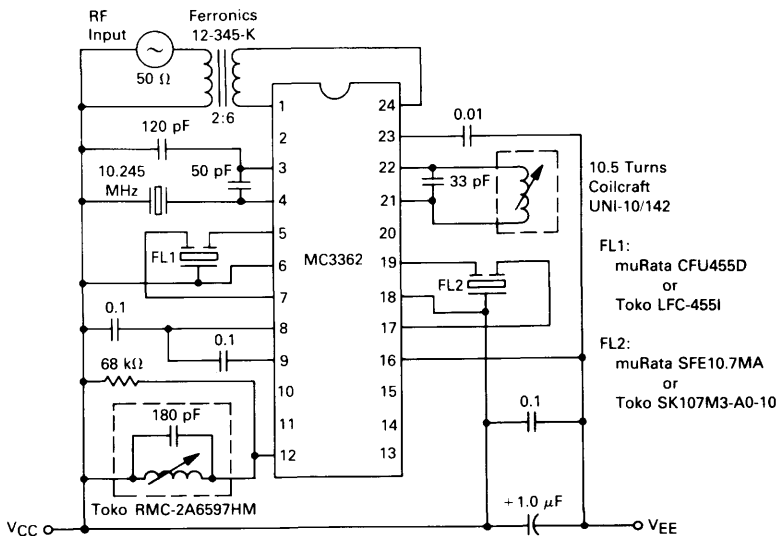 RF
Input
50 Ω
Ferronics
12-345-K
2:6
120 pF
50 pF
10.245
MHz
FL1
0.1
0.1
68 kΩ
180 pF
Toko RMC-2A6597HM
VCC
1
2
3
4
5
6
7
8
9
10
11
12
MC3362
24
23
22
21
20
19
18
17
16
15
14
13
0.01
33 pF
10.5 Turns
Coilcraft
UNI-10/142
FL2
FL1:
muRata CFU455D
or
Toko LFC-455I
FL2:
muRata SFE10.7MA
or
Toko SK107M3-A0-10
0.1
+1.0 μF
VEE